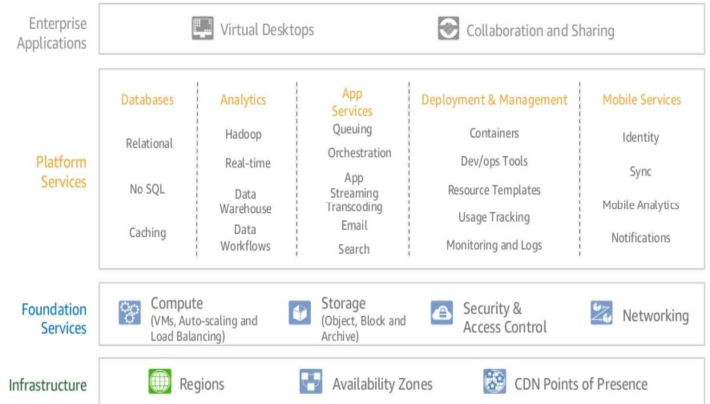 Enterprise
Applications
Virtual Desktops
Collaboration and Sharing
Platform
Services
Databases
Relational
No SQL
Caching
Analytics
Hadoop
Real-time
Data
Warehouse
Data
Workflows
App
Services
Queuing
Orchestration
App
Streaming
Transcoding
Email
Search
Deployment & Management
Containers
Dev/ops Tools
Resource Templates
Usage Tracking
Monitoring and Logs
Mobile Services
Identity
Sync
Mobile Analytics
Notifications
Foundation
Services
Compute
(VMs, Auto-scaling and
Load Balancing)
Storage
(Object, Block and
Archive)
Security &
Access Control
Networking
Infrastructure
Regions
Availability Zones
CDN Points of Presence